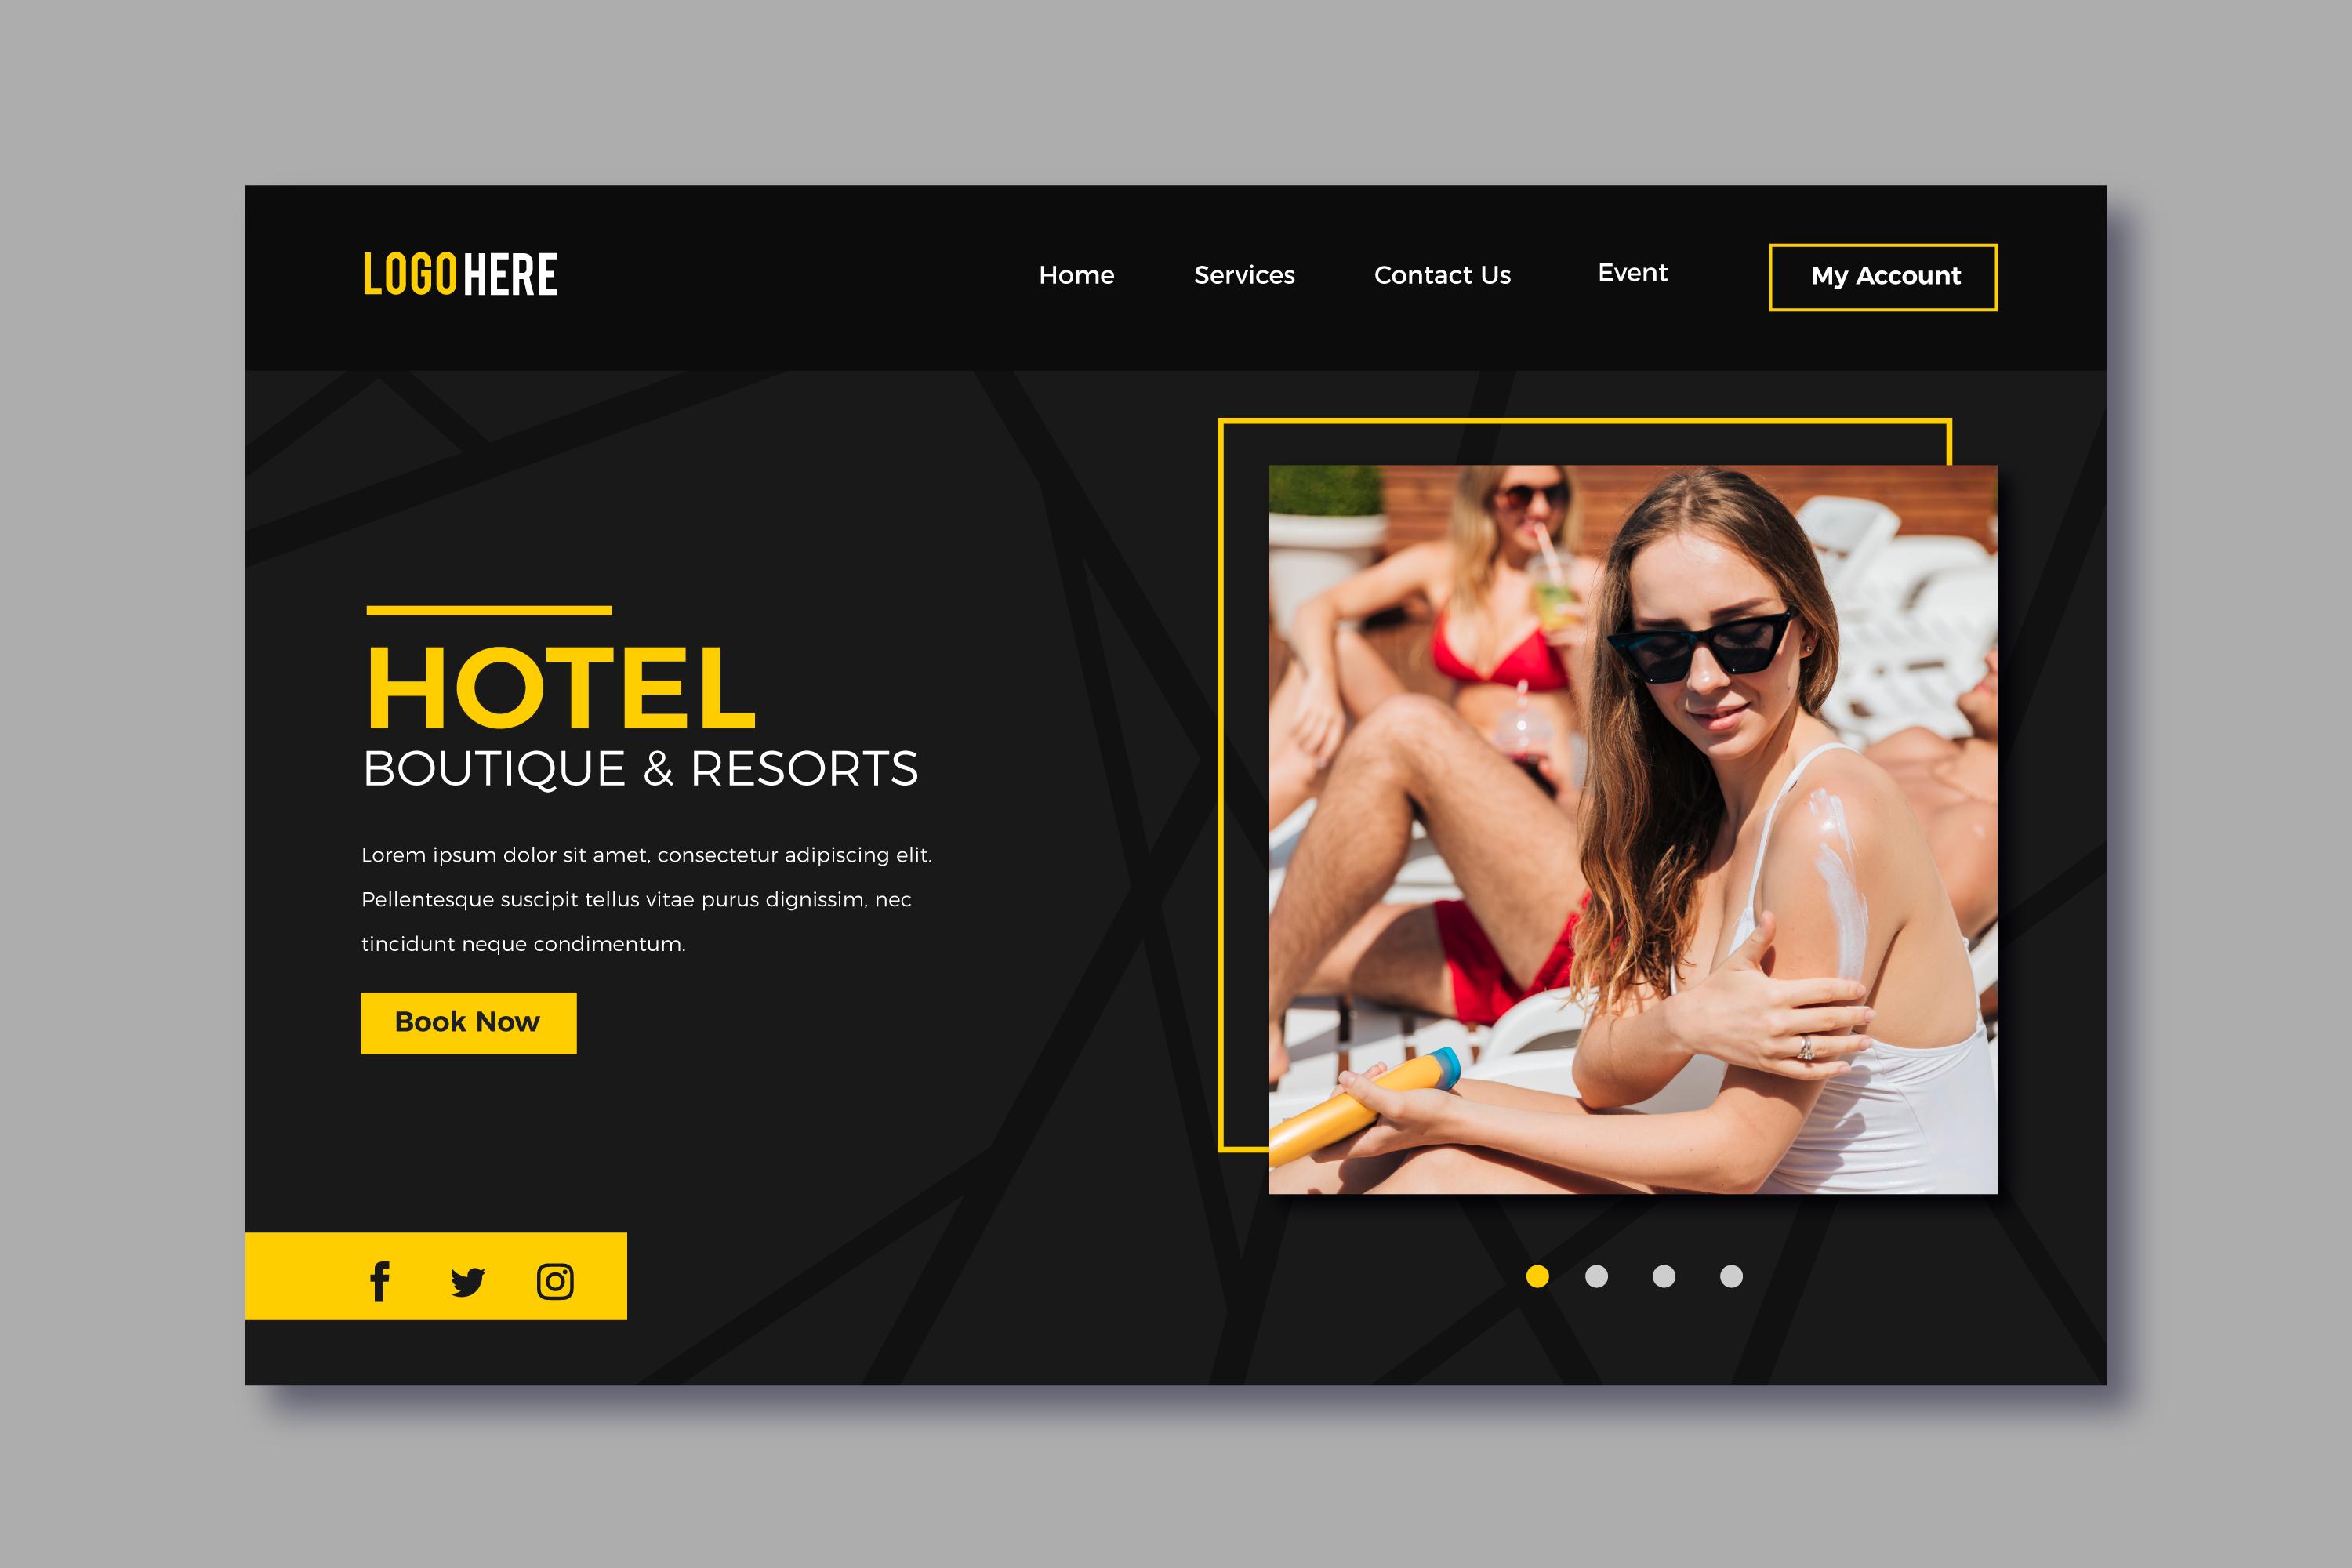 LOGOHERE
Home Services Contact Us Event My Account
HOTEL
BOUTIQUE & RESORTS
Lorem ipsum dolor sit amet, consectetur adipiscing elit.
Pellentesque suscipit tellus vitae purus dignissim, nec
tincidunt neque condimentum.
Book Now